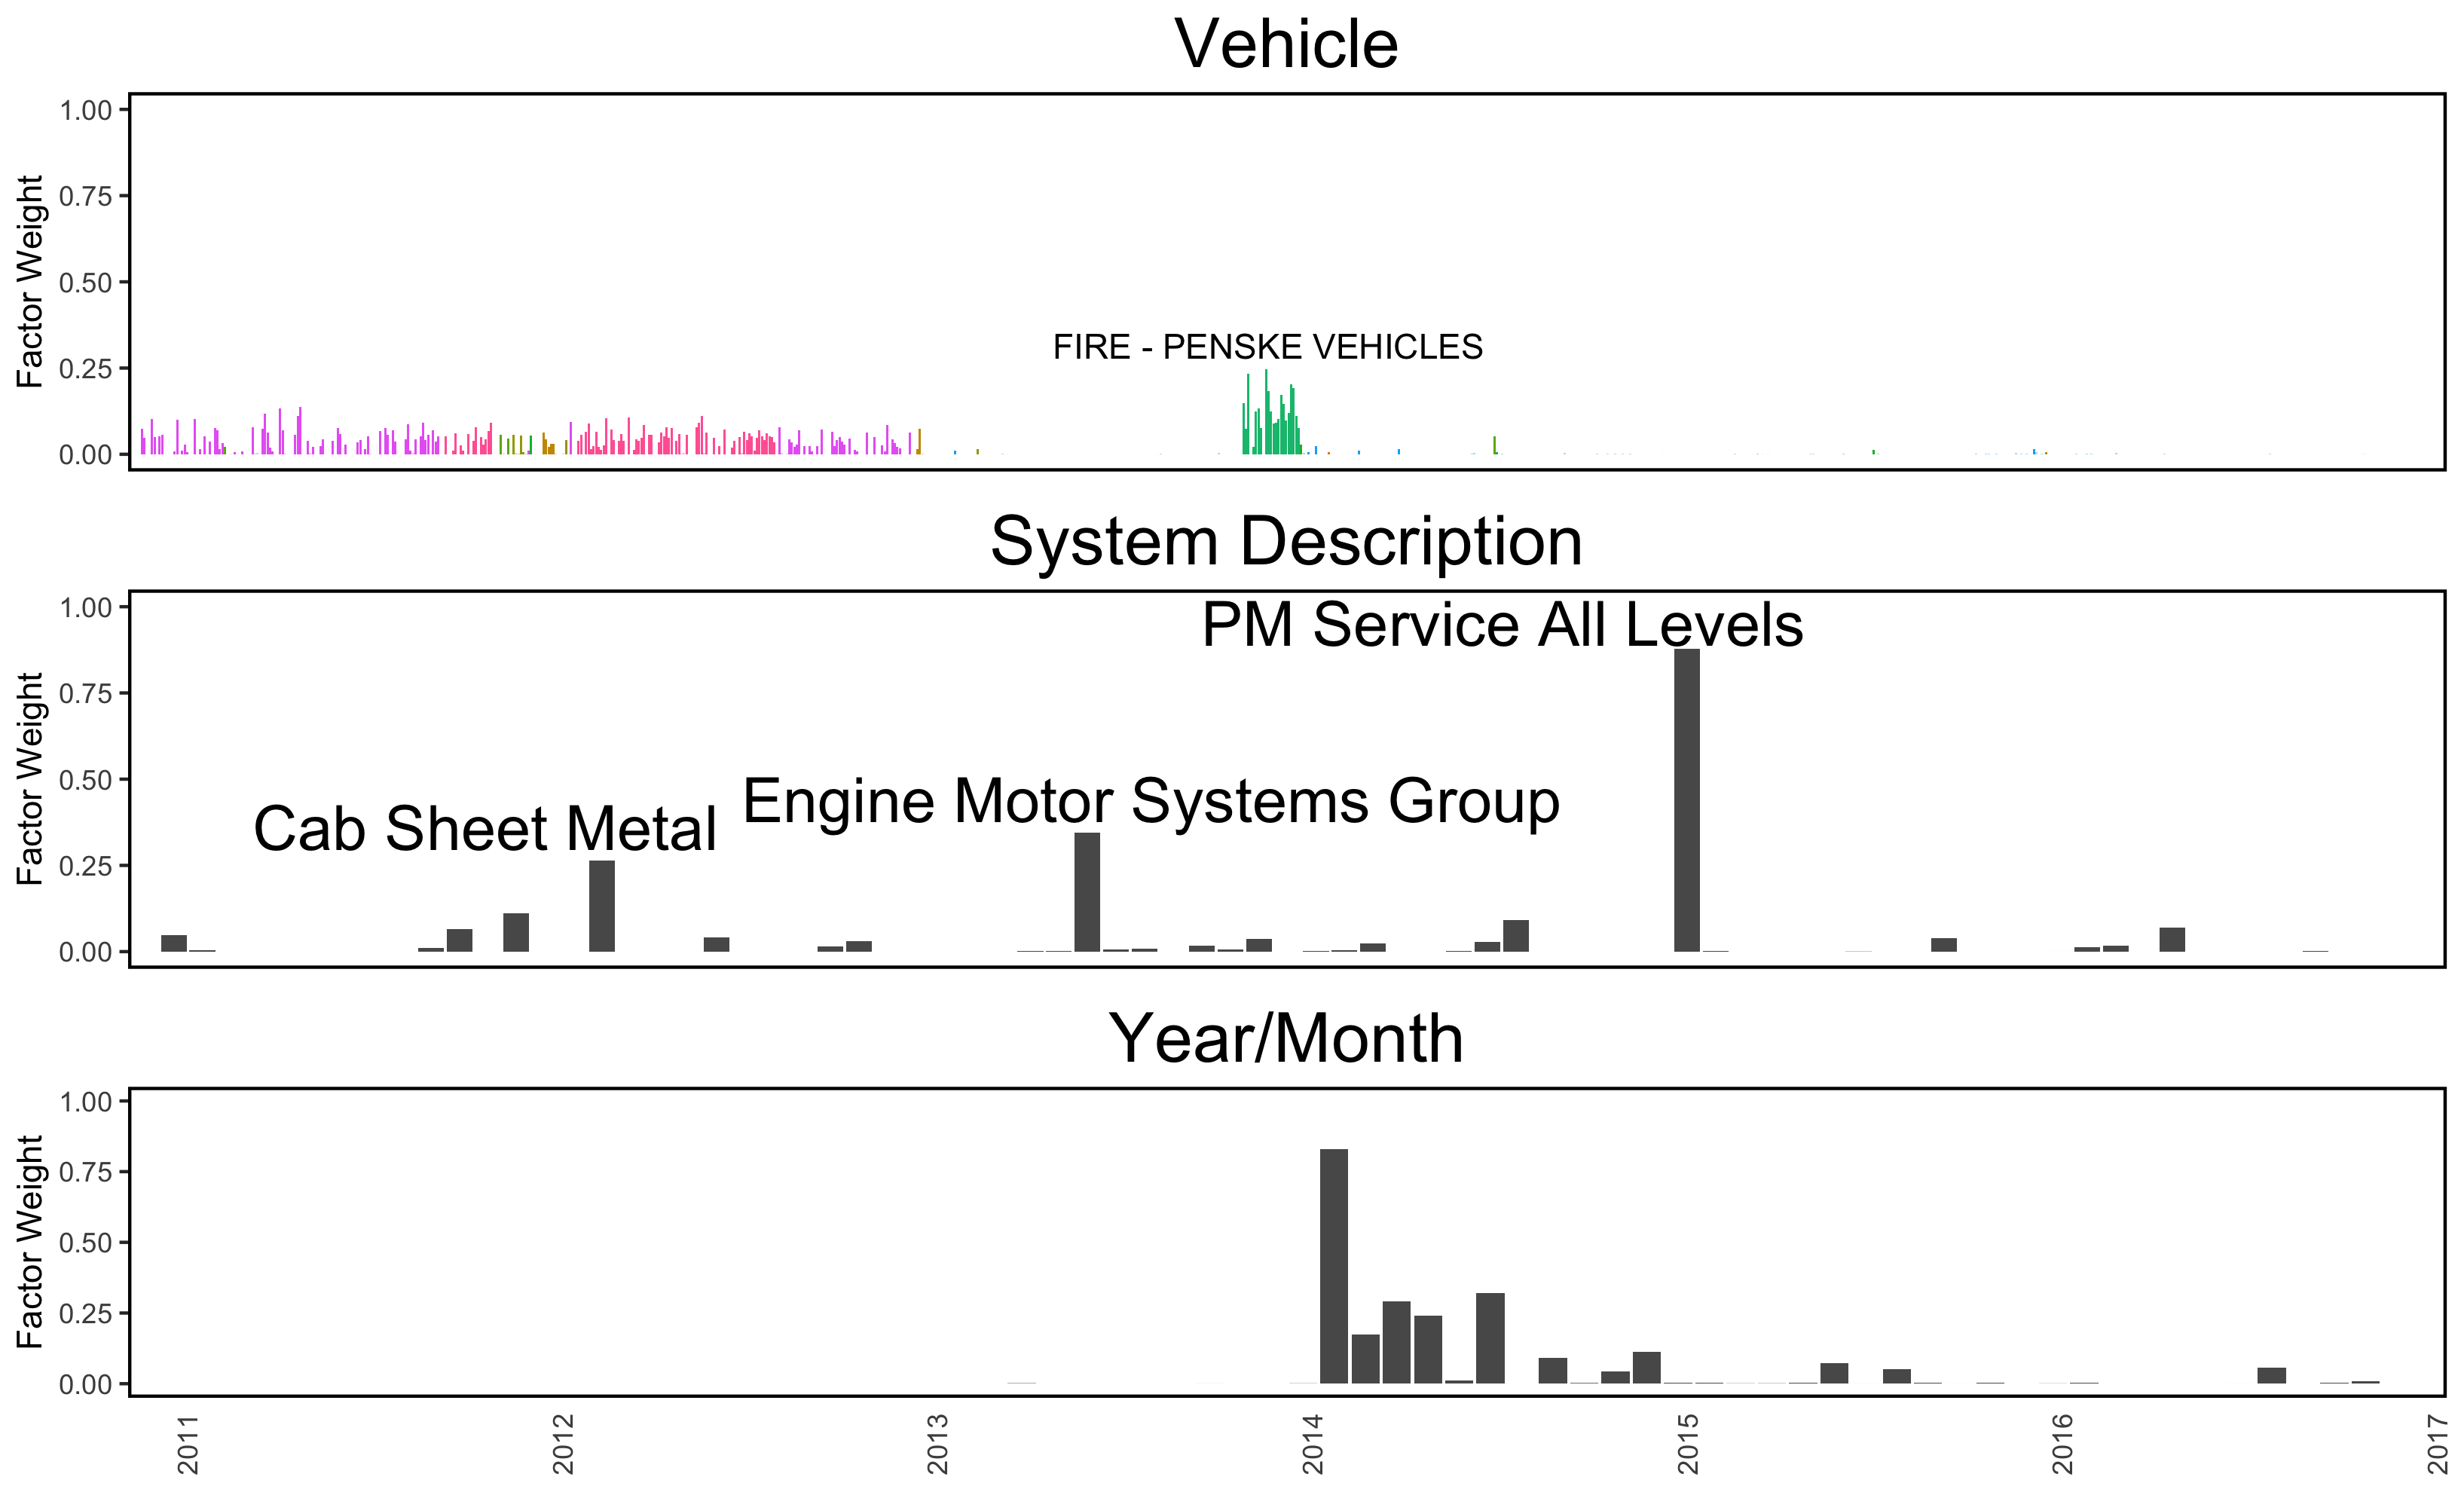 Vehicle
Factor Weight
1.00
0.75
0.50
0.25
0.00
FIRE - PENSKE VEHICLES
System Description
Factor Weight
1.00
0.75
0.50
0.25
0.00
PM Service All Levels
Engine Motor Systems Group
Cab Sheet Metal
Year/Month
Factor Weight
1.00
0.75
0.50
0.25
0.00
2011
2012
2013
2014
2015
2016
2017